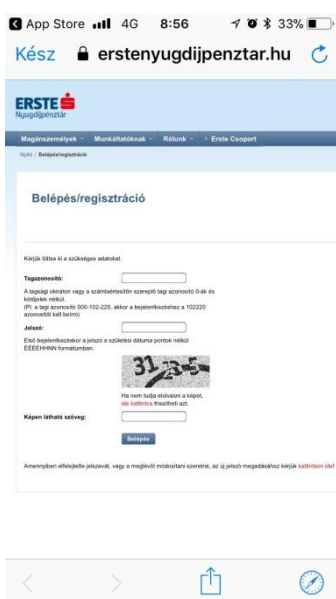 App Store 4G 8:56 33%
Kész erstenyugdijpenztar.hu
ERSTE
Nyugdíjpénztár
Magánszemélyek Munkáltatóknak Rólunk Erste Csoport
Nyitó / Belépés/regisztráció
Belépés/regisztráció
Kérjük töltse ki a szükséges adatokat.
Tagazonosító:
A tagsági okiraton vagy a számlaértesítőn szereplő tagi azonosító 0-ák és
kötőjelek nélkül.
(Pl. a tagi azonosító 000-102-220, akkor a bejelentkezéshez a 102220
azonosítót kell beírni)
Jelszó:
Első bejelentkezéskor a jelszó a születési dátuma pontok nélkül
ÉÉÉÉHHNN formátumban.
Ha nem tudja elolvasni a képet,
ide kattintva frissítheti azt.
Képen látható szöveg:
Belépés
Amennyiben elfelejtette jelszavát, vagy a meglévőt módosítani szeretné, az új jelszó megadásához kérjük kattintson ide!